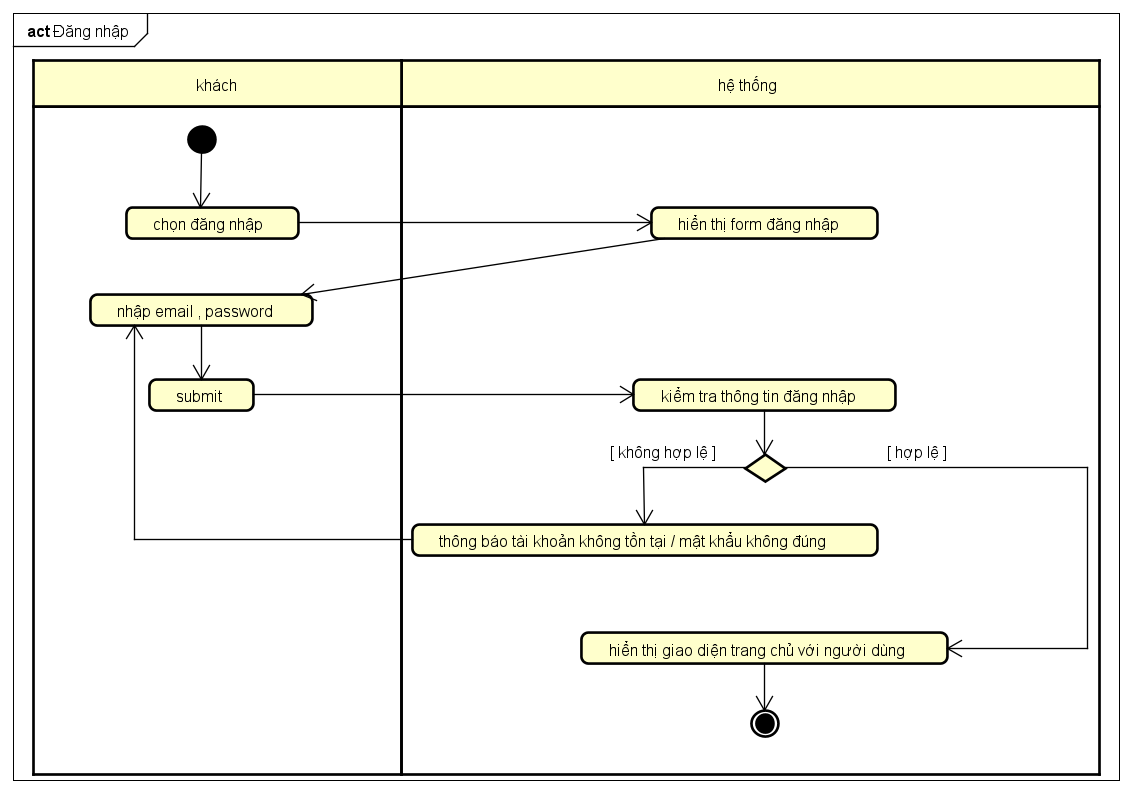 act Đăng nhập
khách
hệ thống
chọn đăng nhập
hiển thị form đăng nhập
nhập email , password
submit
kiểm tra thông tin đăng nhập
[ không hợp lệ ]
[ hợp lệ ]
thông báo tài khoản không tồn tại / mật khẩu không đúng
hiển thị giao diện trang chủ với người dùng